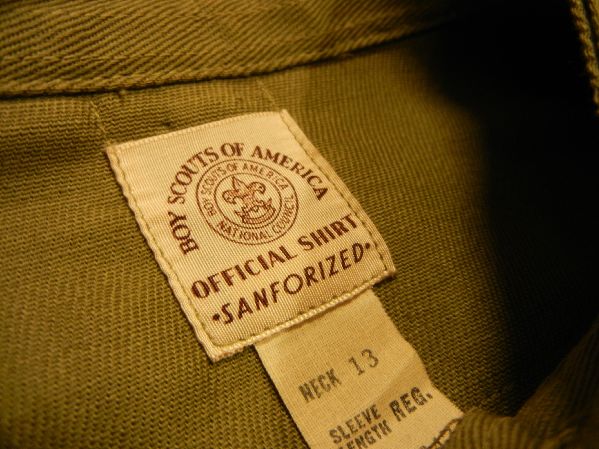 BOY SCOUTS OF AMERICA
BOY SCOUTS OF AMERICA
NATIONAL COUNCIL
OFFICIAL SHIRT
•SANFORIZED•
NECK 13
SLEEVE
LENGTH REG.